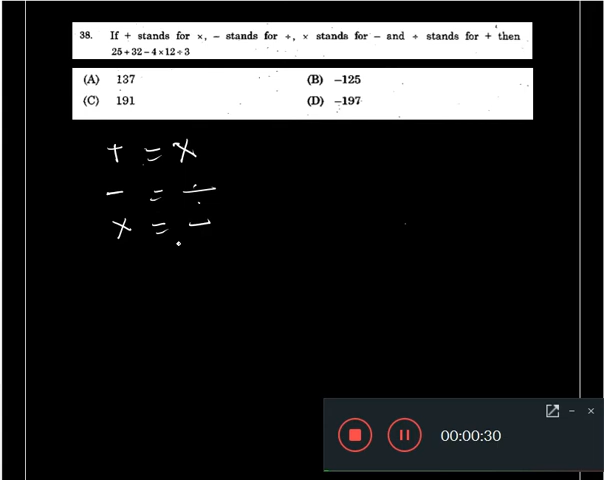 38. If + stands for ×, - stands for ÷, × stands for - and ÷ stands for + then
25 + 32 - 4 × 12 ÷ 3
(A) 137 (B) -125
(C) 191 (D) -197
+ = ×
- = ÷
× = -
00:00:30